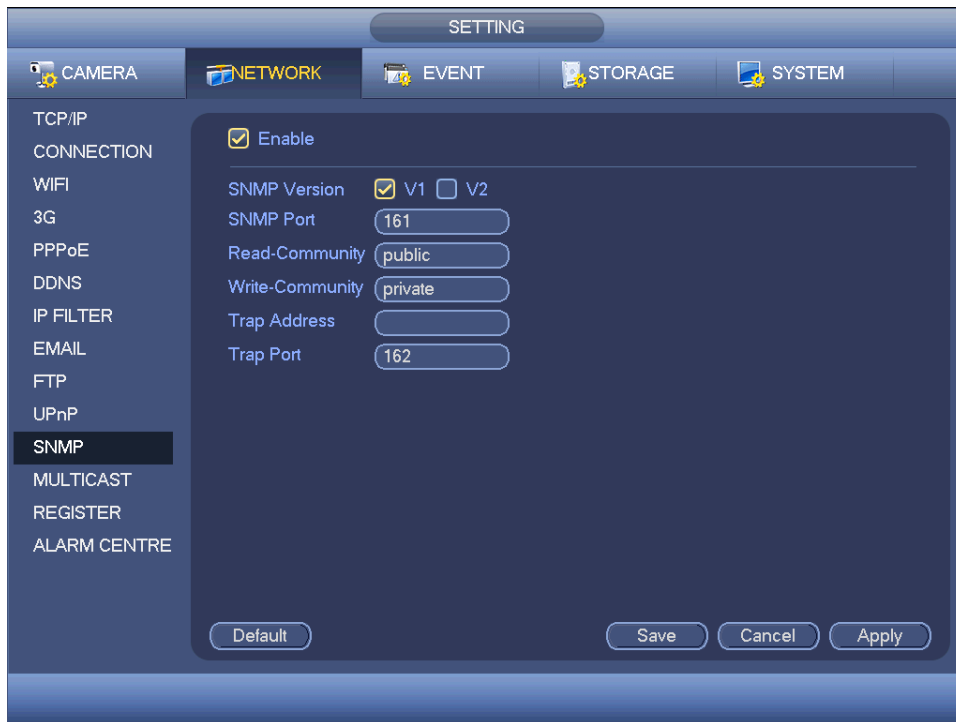 SETTING
CAMERA NETWORK EVENT STORAGE SYSTEM
TCP/IP
CONNECTION
WIFI
3G
PPPoE
DDNS
IP FILTER
EMAIL
FTP
UPnP
SNMP
MULTICAST
REGISTER
ALARM CENTRE
Enable
SNMP Version V1 V2
SNMP Port 161
Read-Community public
Write-Community private
Trap Address
Trap Port 162
Default Save Cancel Apply